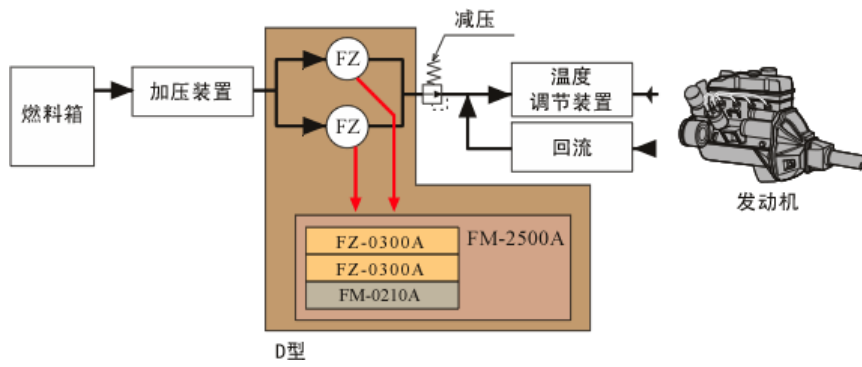 减压
FZ
燃料箱
加压装置
温度
调节装置
FZ
回流
发动机
FZ-0300A
FM-2500A
FZ-0300A
FM-0210A
D型